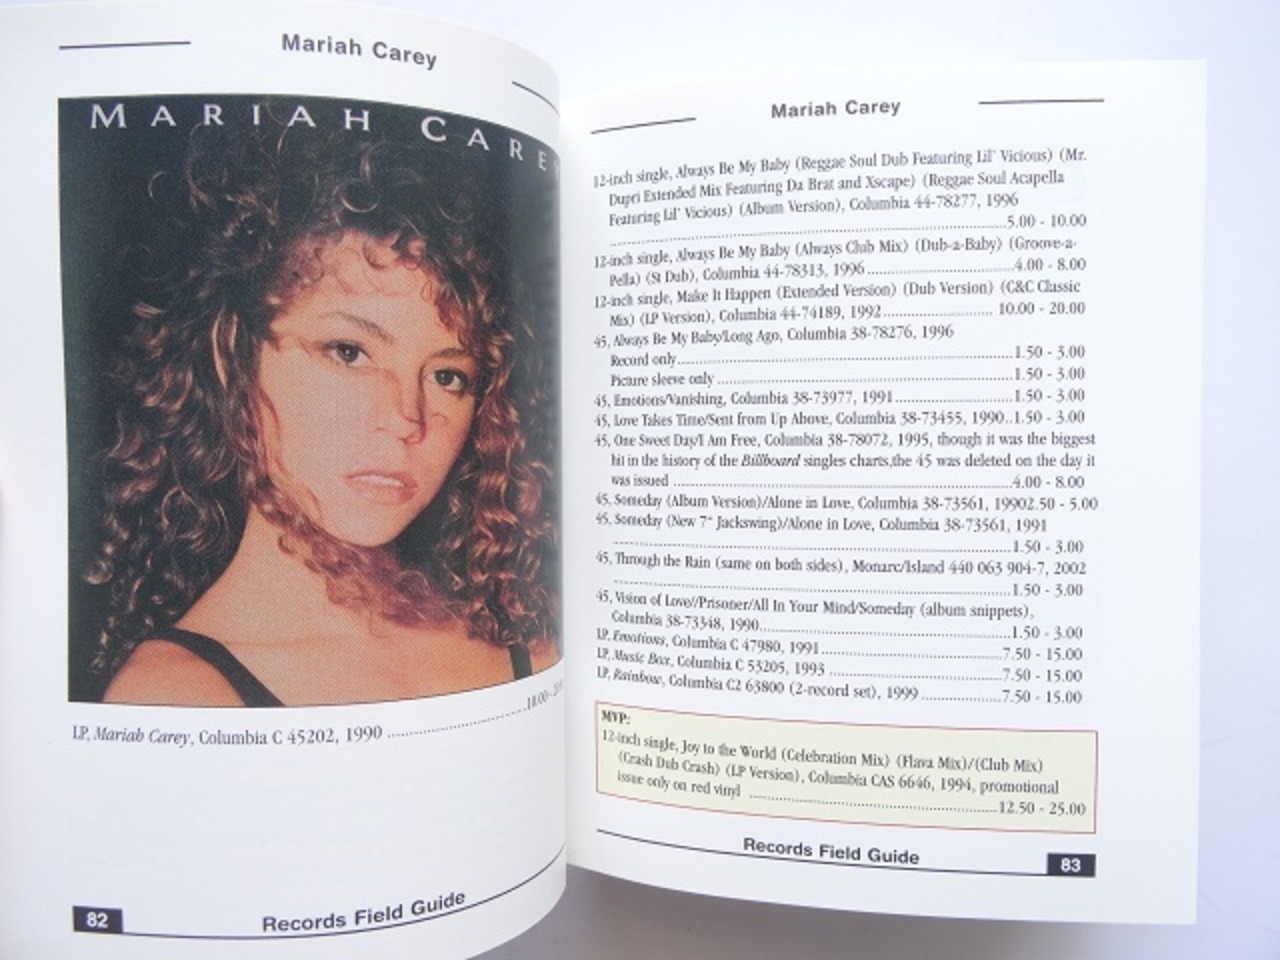 Mariah Carey
MARIAH CAREY
LP, Mariah Carey, Columbia C 45202, 1990 ..........................10.00 -
82
Records Field Guide
Mariah Carey
12-inch single, Always Be My Baby (Reggae Soul Dub Featuring Lil' Vicious) (Mr.
Dupri Extended Mix Featuring Da Brat and Xscape) (Reggae Soul Acapella
Featuring Lil' Vicious) (Album Version), Columbia 44-78277, 1996
..........................5.00 - 10.00
12-inch single, Always Be My Baby (Always Club Mix) (Dub-a-Baby) (Groove-a-
Pella) (St Dub), Columbia 44-78313, 1996..........................4.00 - 8.00
12-inch single, Make It Happen (Extended Version) (Dub Version) (C&C Classic
Mix) (LP Version), Columbia 44-74189, 1992.......................... 10.00 - 20.00
45, Always Be My Baby/Long Ago, Columbia 38-78276, 1996
Record only..........................1.50 - 3.00
Picture sleeve only ..........................1.50 - 3.00
45, Emotions/Vanishing, Columbia 38-73977, 1991..........................1.50 - 3.00
45, Love Takes Time/Sent from Up Above, Columbia 38-73455, 1990..1.50 - 3.00
45, One Sweet Day/I Am Free, Columbia 38-78072, 1995, though it was the biggest
hit in the history of the Billboard singles charts,the 45 was deleted on the day it
was issued ..........................4.00 - 8.00
45, Someday (Album Version)/Alone in Love, Columbia 38-73561, 19902.50 - 5.00
45, Someday (New 7" Jackswing)/Alone in Love, Columbia 38-73561, 1991
..........................1.50 - 3.00
45, Through the Rain (same on both sides), Monarc/Island 440 063 904-7, 2002
..........................1.50 - 3.00
45, Vision of Love//Prisoner/All In Your Mind/Someday (album snippets),
Columbia 38-73348, 1990..........................1.50 - 3.00
LP, Emotions, Columbia C 47980, 1991..........................7.50 - 15.00
LP, Music Box, Columbia C 53205, 1993 ..........................7.50 - 15.00
LP, Rainbow, Columbia C2 63800 (2-record set), 1999 ..........................7.50 - 15.00
MVP:
12-inch single, Joy to the World (Celebration Mix) (Flava Mix)/(Club Mix)
(Crash Dub Crash) (LP Version), Columbia CAS 6646, 1994, promotional
issue only on red vinyl ..........................12.50 - 25.00
Records Field Guide
83